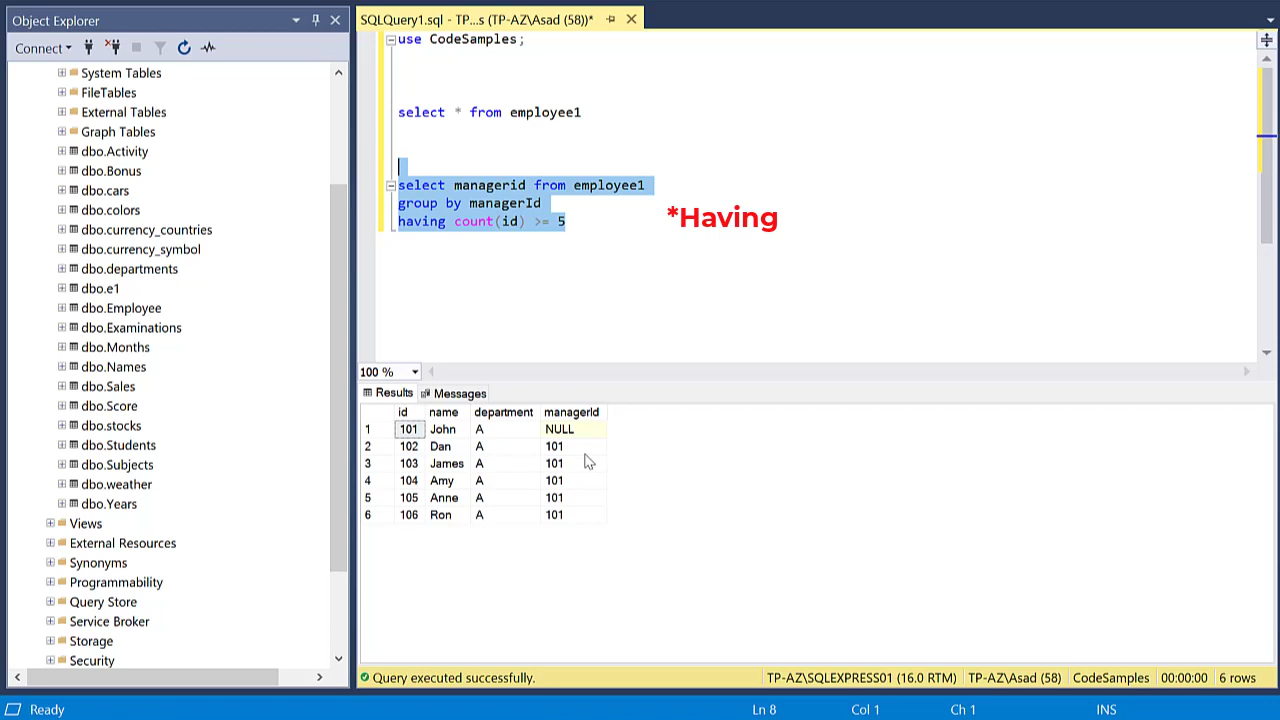 Object Explorer
Connect
System Tables
FileTables
External Tables
Graph Tables
dbo.Activity
dbo.Bonus
dbo.cars
dbo.colors
dbo.currency_countries
dbo.currency_symbol
dbo.departments
dbo.e1
dbo.Employee
dbo.Examinations
dbo.Months
dbo.Names
dbo.Sales
dbo.Score
dbo.stocks
dbo.Students
dbo.Subjects
dbo.weather
dbo.Years
Views
External Resources
Synonyms
Programmability
Query Store
Service Broker
Storage
Security
SQLQuery1.sql - TP...s (TP-AZ\Asad (58))*
use CodeSamples;
select * from employee1
select managerid from employee1
group by managerId
having count(id) >= 5
*Having
100 %
Results Messages
id name department managerId
1 101 John A NULL
2 102 Dan A 101
3 103 James A 101
4 104 Amy A 101
5 105 Anne A 101
6 106 Ron A 101
Query executed successfully. TP-AZ\SQLEXPRESS01 (16.0 RTM) TP-AZ\Asad (58) CodeSamples 00:00:00 6 rows
Ready Ln 8 Col 1 Ch 1 INS